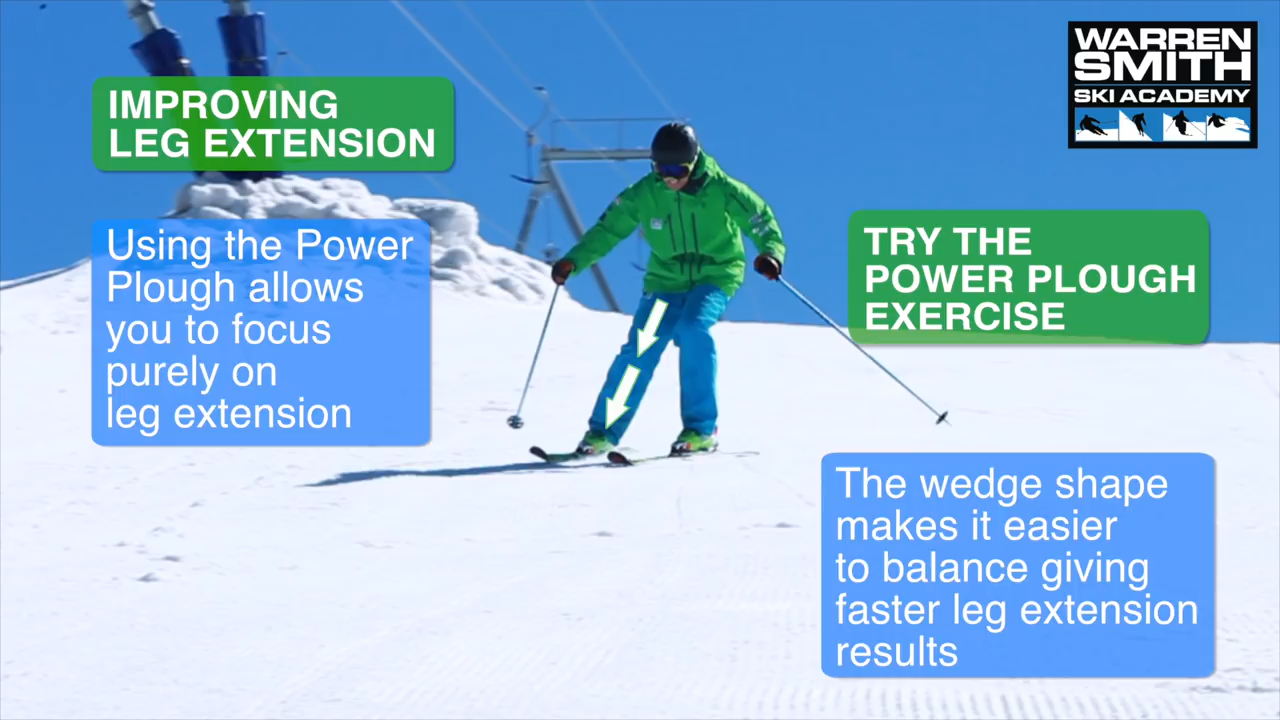 IMPROVING
LEG EXTENSION
Using the Power
Plough allows
you to focus
purely on
leg extension
WARREN
SMITH
SKI ACADEMY
TRY THE
POWER PLOUGH
EXERCISE
The wedge shape
makes it easier
to balance giving
faster leg extension
results